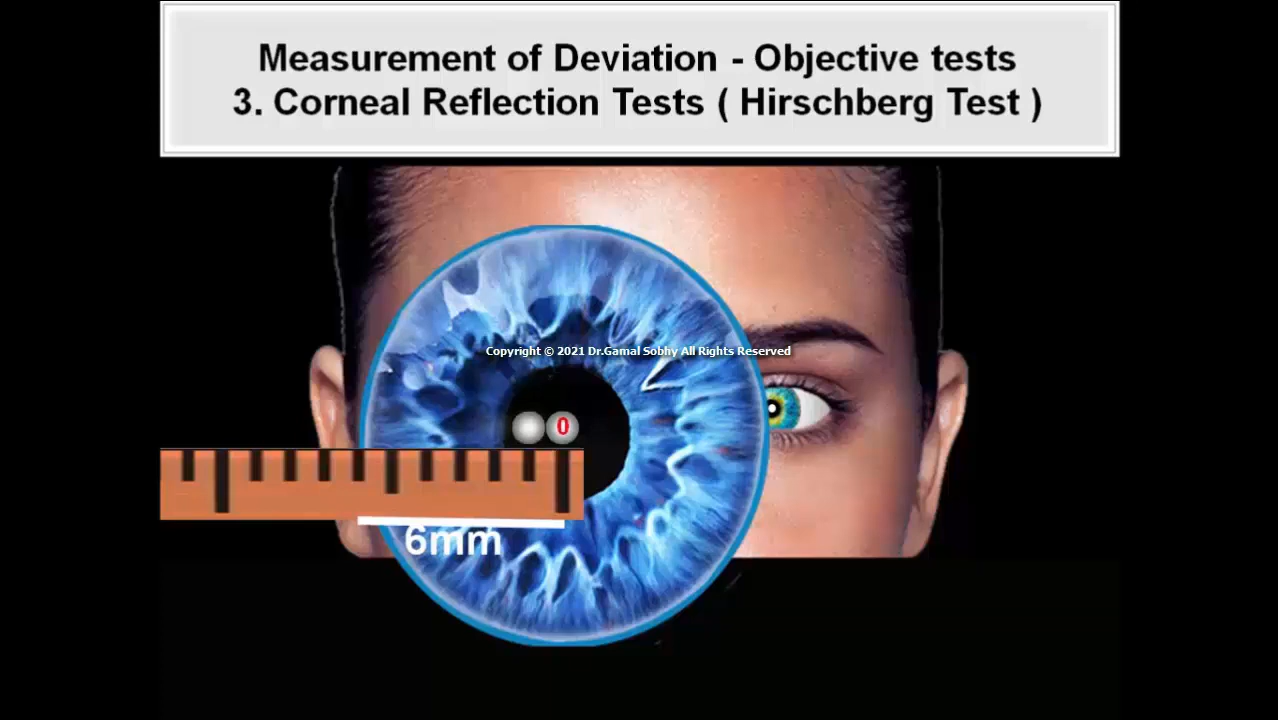 Measurement of Deviation - Objective tests
3. Corneal Reflection Tests ( Hirschberg Test )
Copyright © 2021 Dr.Gamal Sobhy All Rights Reserved
0
6mm